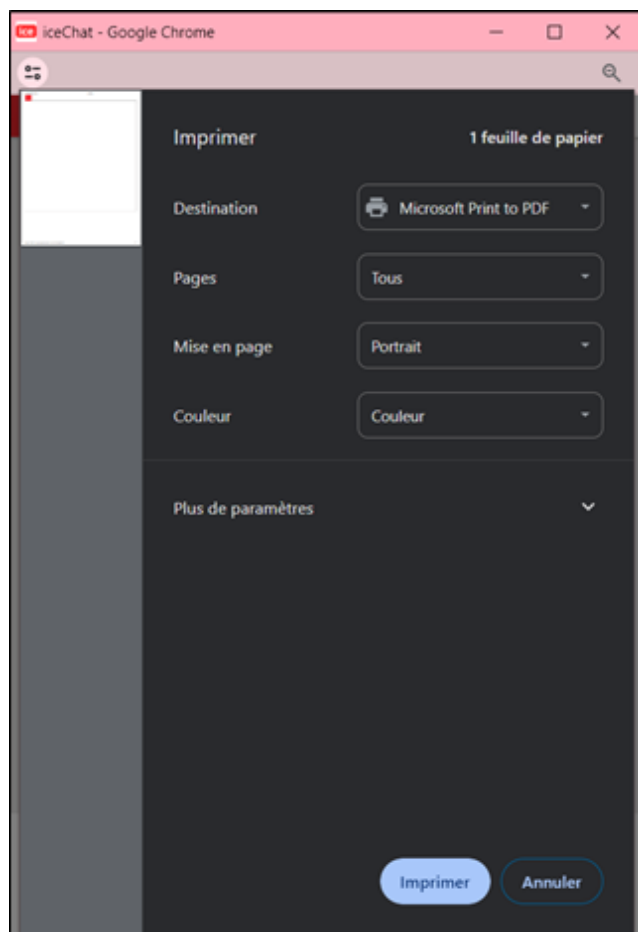 ice iceChat - Google Chrome
Imprimer 1 feuille de papier
Destination Microsoft Print to PDF
Pages Tous
Mise en page Portrait
Couleur Couleur
Plus de paramètres
Imprimer Annuler